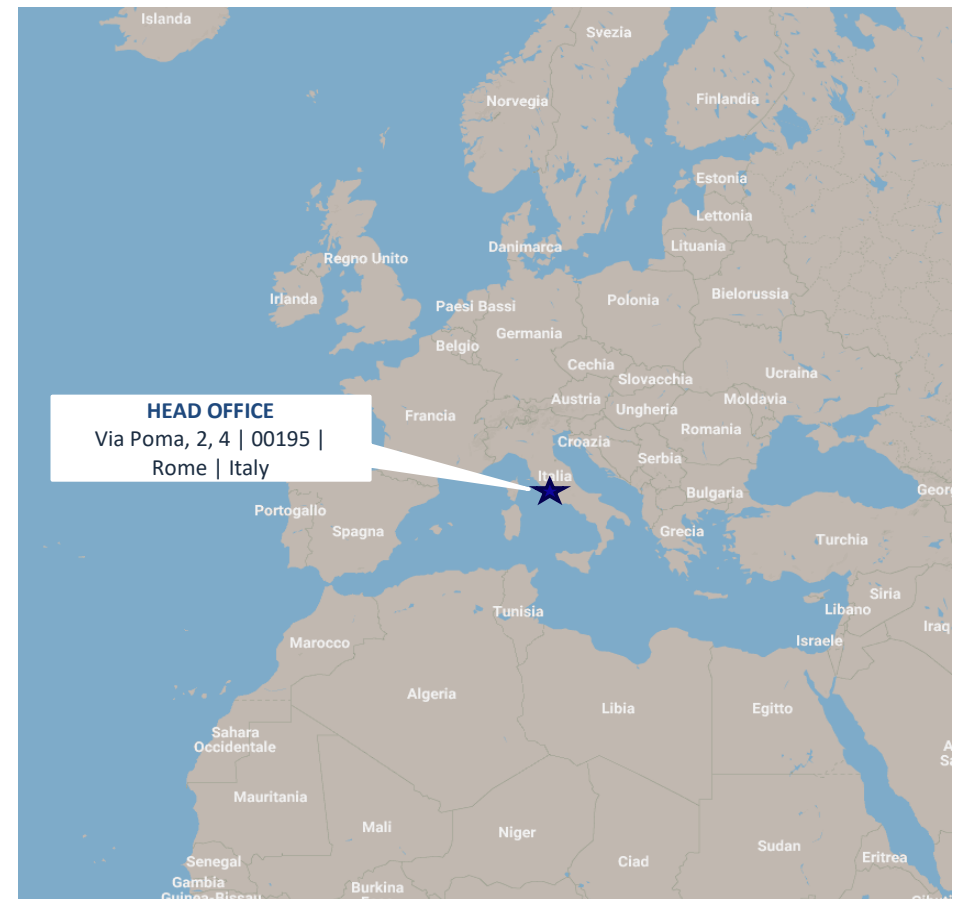 Islanda
Svezia
Norvegia
Finlandia
Estonia
Lettonia
Danimarca
Lituania
Regno Unito
Irlanda
Paesi Bassi
Polonia
Bielorussia
Germania
Belgio
Cechia
Slovacchia
Ucraina
Austria
Ungheria
Moldavia
HEAD OFFICE
Via Poma, 2, 4 | 00195 |
Rome | Italy
Francia
Romania
Croazia
Serbia
Italia
Bulgaria
Geor
Portogallo
Spagna
Grecia
Turchia
Siria
Libano
Tunisia
Iraq
Marocco
Israele
Algeria
Libia
Egitto
Sahara
Occidentale
Mauritania
Mali
Niger
Ciad
Sudan
Eritrea
Senegal
Gambia
Guinea-Bissau
Burkina